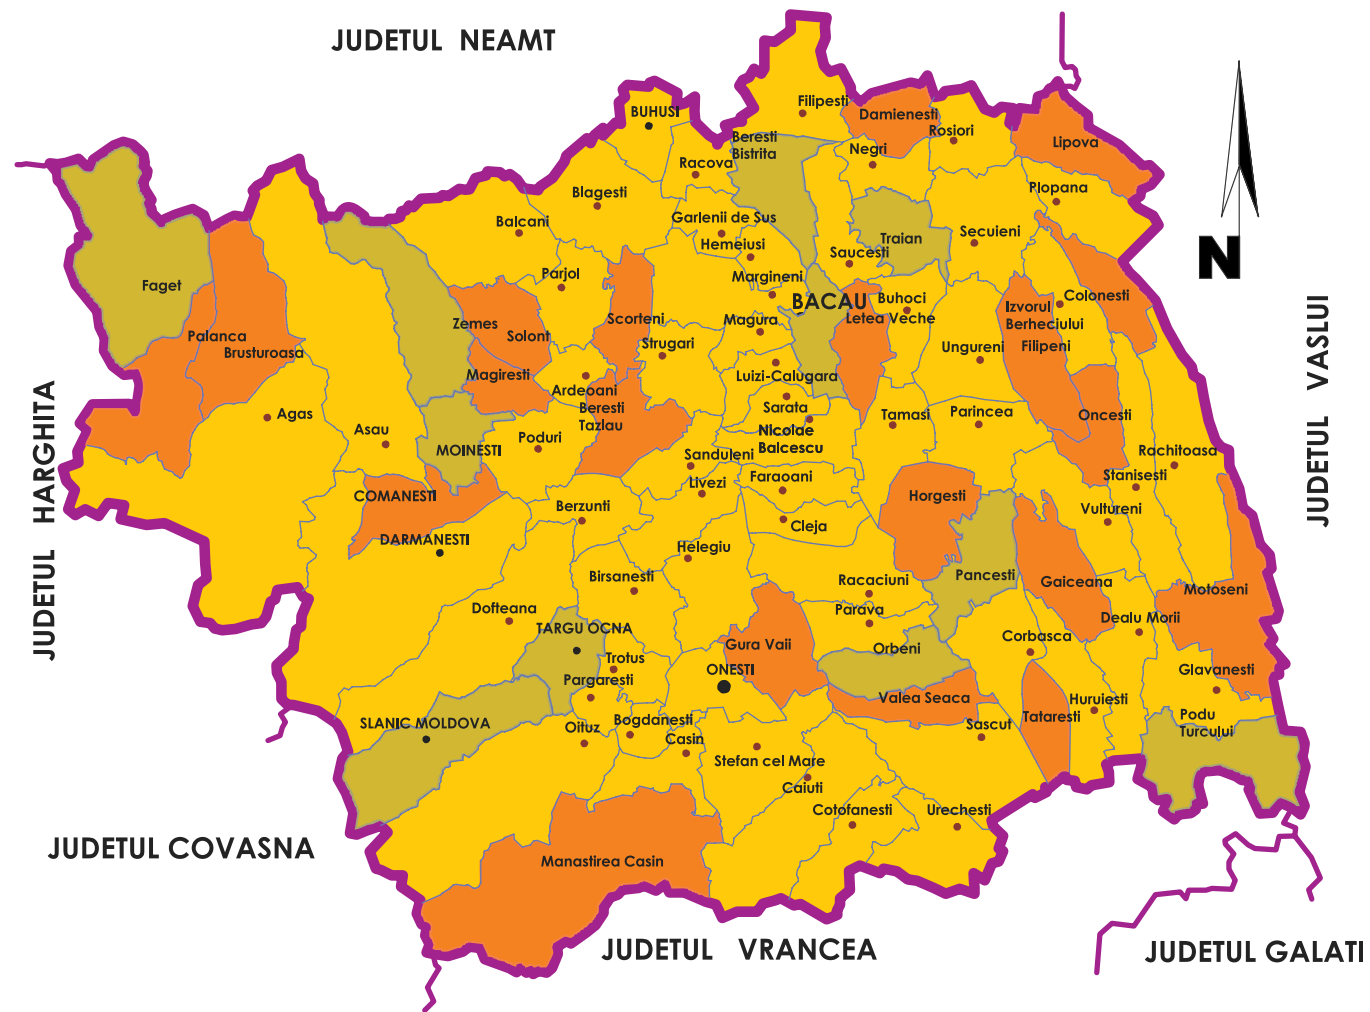 JUDETUL NEAMT
BUHUSI
Filipesti
Damienesti
Rosiori
Lipova
Beresti
Bistrita
Negri
Racova
Blagesti
Plopana
Balcani
Garlenii de Sus
Hemeiusi
Traian
Secuieni
Saucesti
N
Faget
Parjol
Margineni
BACAU
Buhoci
Letea Veche
Izvorul
Berheciului
Colonesti
Zemes
Solont
Scorteni
Magura
Palanca
Brusturoasa
Strugari
Ungureni
Filipeni
JUDETUL VASLUI
Magiresti
Ardeoani
Luizi-Calugara
Beresti
Tazlau
Sarata
Agas
Asau
Nicolae
Balcescu
Tamasi
Parincea
Oncesti
MOINESTI
Poduri
Sanduleni
Rachitoasa
JUDETUL HARGHITA
COMANESTI
Livezi
Faraoani
Horgesti
Stanisesti
Berzunti
Cleja
Vultureni
DARMANESTI
Helegiu
Birsanesti
Racaciuni
Pancesti
Gaiceana
Motoseni
Dofteana
Parava
Dealu Morii
TARGU OCNA
Gura Vaii
Orbeni
Corbasca
Trotus
ONESTI
Glavanesti
Pargaresti
Valea Seaca
Huruiesti
SLANIC MOLDOVA
Oituz
Bogdanesti
Casin
Sascut
Tataresti
Podu
Turcului
Stefan cel Mare
Caiuti
Cotofanesti
Urechesti
JUDETUL COVASNA
Manastirea Casin
JUDETUL VRANCEA
JUDETUL GALATI